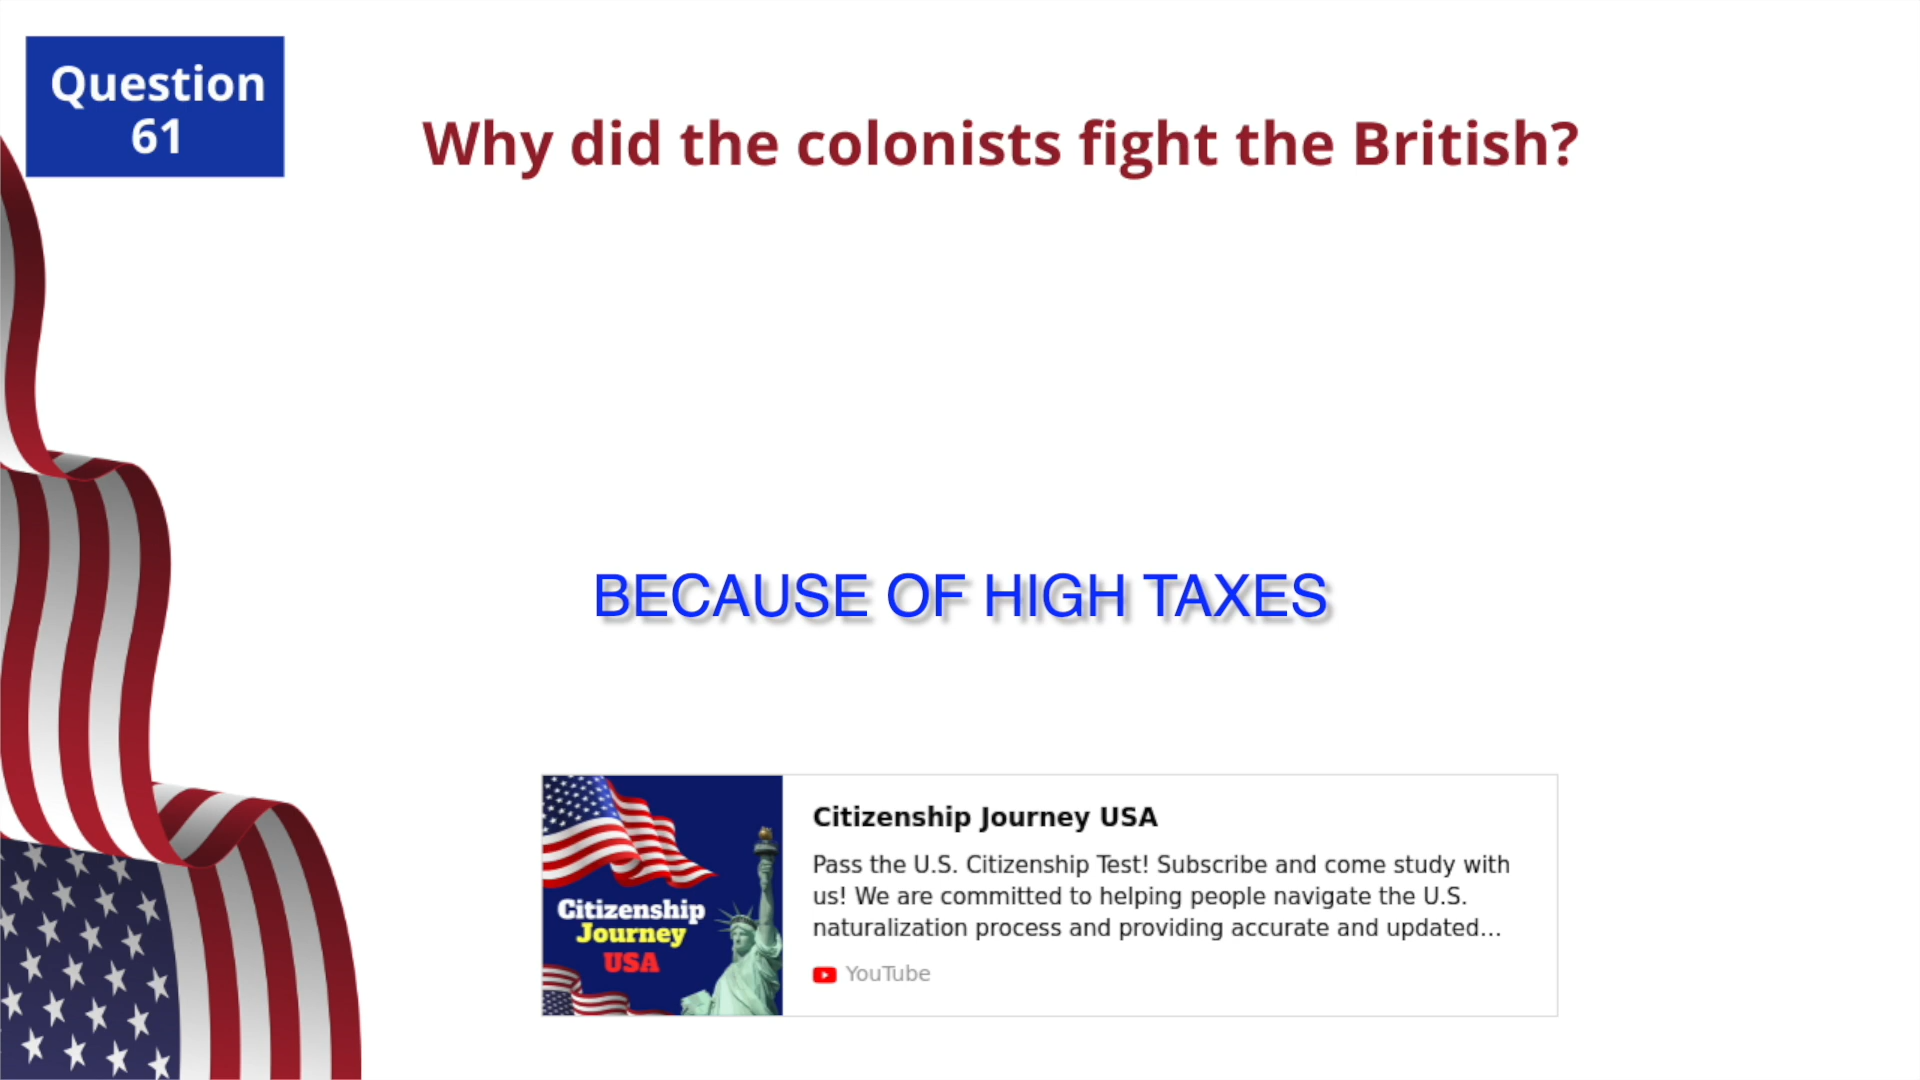 Question
61
Why did the colonists fight the British?
BECAUSE OF HIGH TAXES
Citizenship Journey USA
Pass the U.S. Citizenship Test! Subscribe and come study with
us! We are committed to helping people navigate the U.S.
naturalization process and providing accurate and updated...
YouTube
Citizenship
Journey
USA